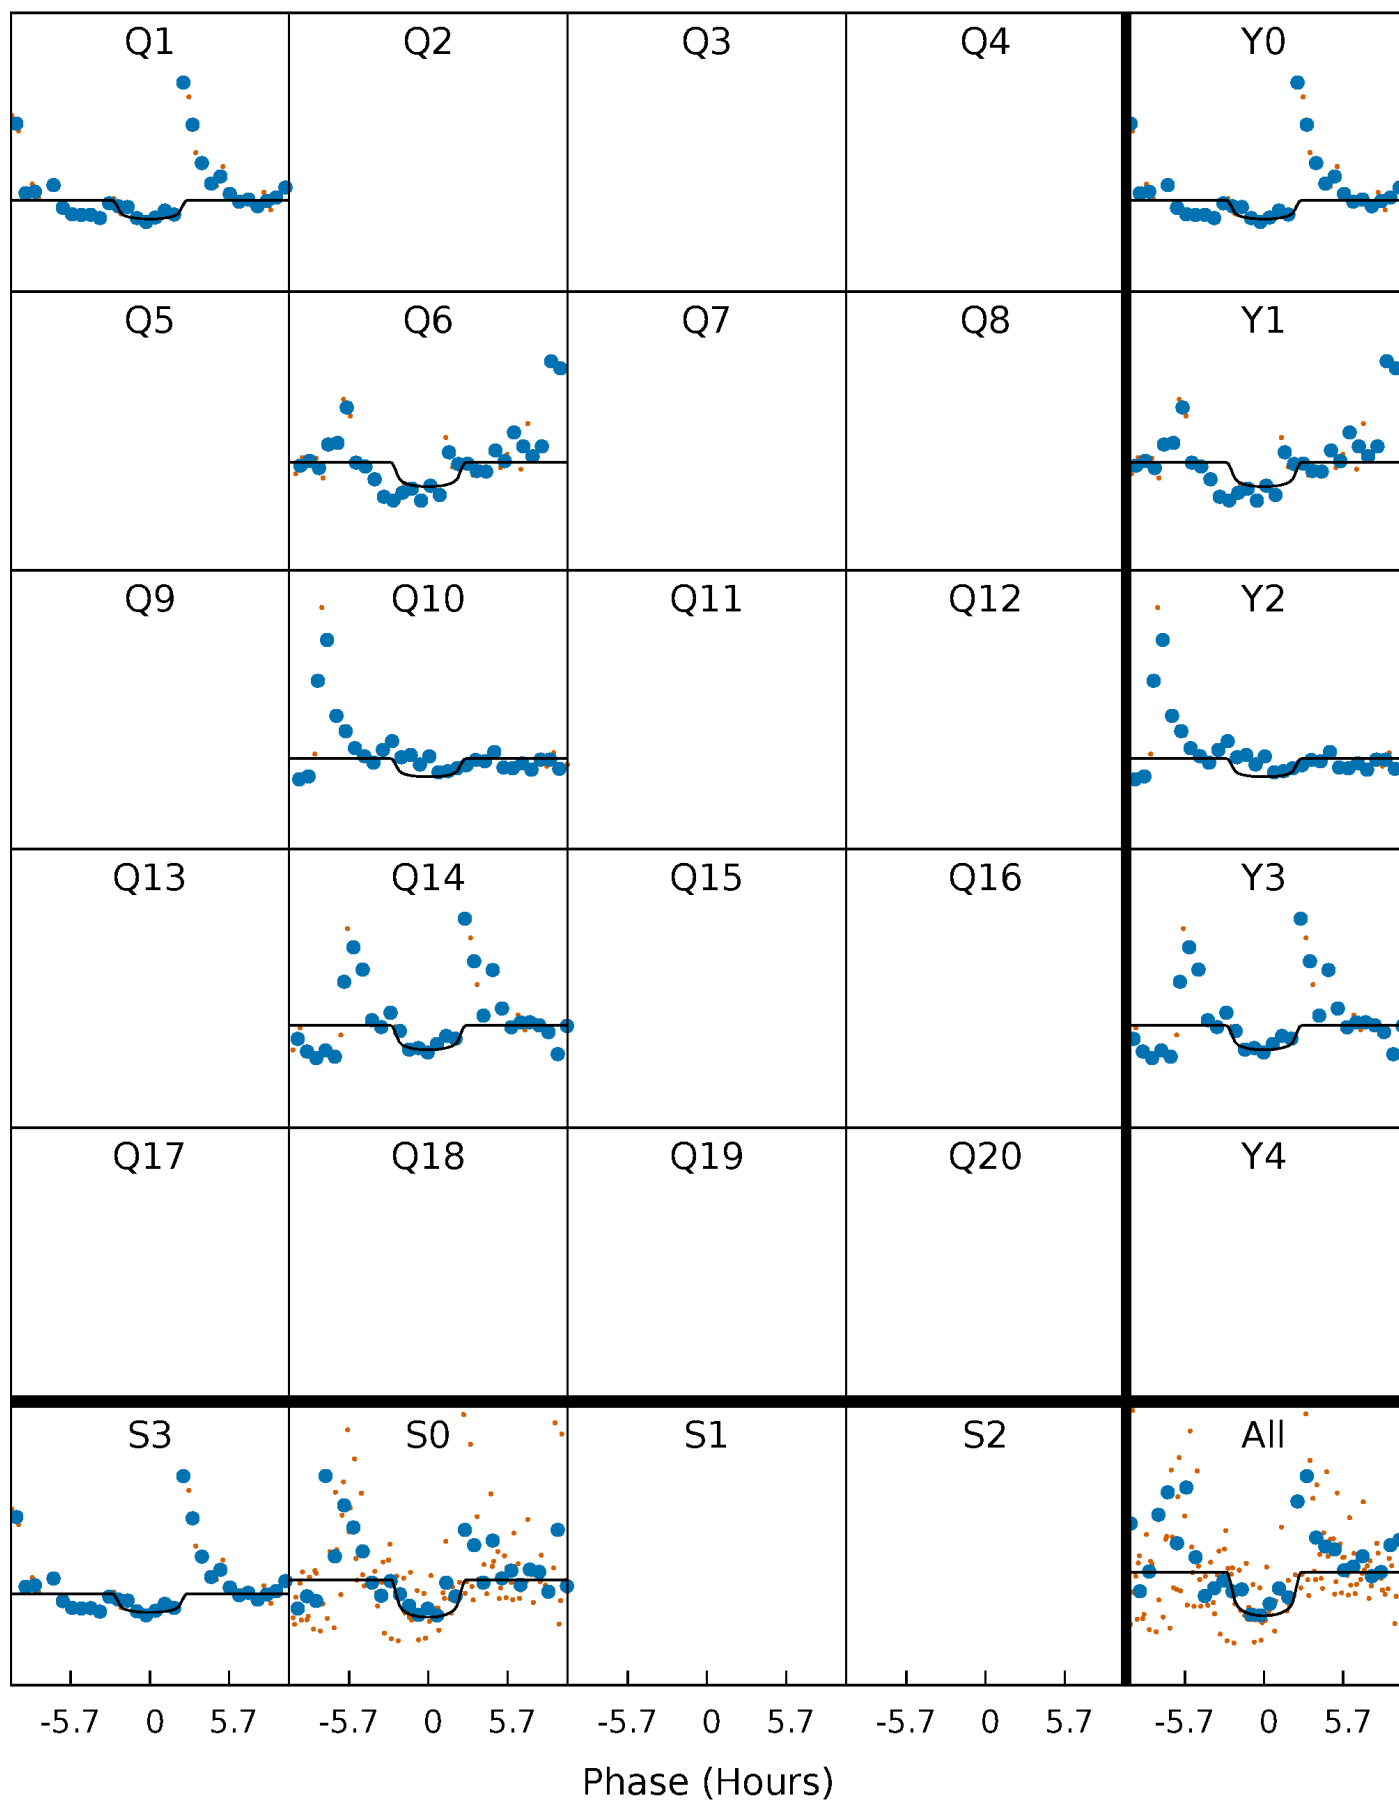 Q1 Q2 Q3 Q4 Y0
Q5 Q6 Q7 Q8 Y1
Q9 Q10 Q11 Q12 Y2
Q13 Q14 Q15 Q16 Y3
Q17 Q18 Q19 Q20 Y4
S3 S0 S1 S2 All
-5.7 0 5.7 -5.7 0 5.7 -5.7 0 5.7 -5.7 0 5.7 -5.7 0 5.7
Phase (Hours)